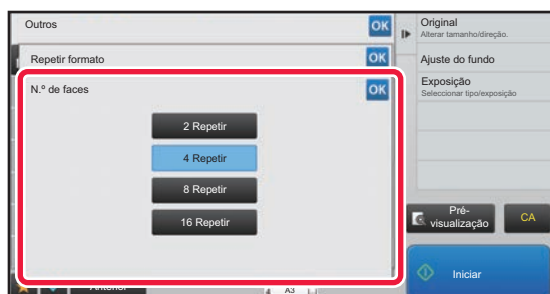 Outros
OK
Repetir formato
OK
N.º de faces
OK
2 Repetir
4 Repetir
8 Repetir
16 Repetir
Original
Alterar tamanho/direção.
Ajuste do fundo
Exposição
Seleccionar tipo/exposição
Pré-
visualização
CA
Iniciar
Anterior
A3